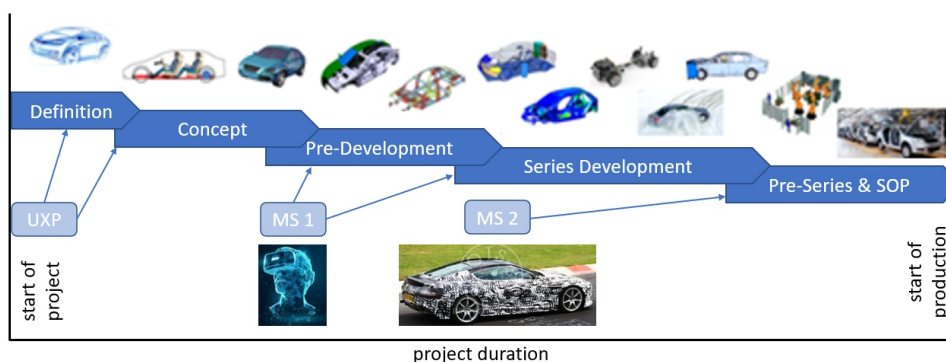 Definition
Concept
Pre-Development
Series Development
Pre-Series & SOP
UXP
MS 1
MS 2
start of
project
start of
production
project duration